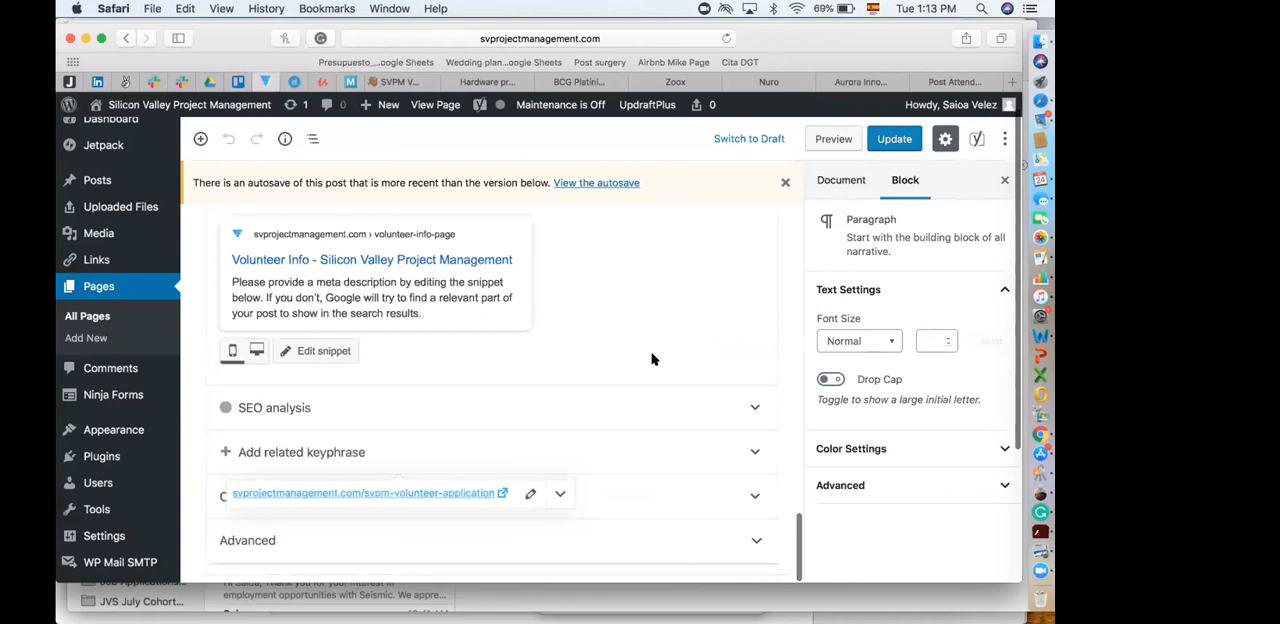 Safari File Edit View History Bookmarks Window Help 69% Tue 1:13 PM
svprojectmanagement.com
Presupuesto_...oogle Sheets Wedding plan...oogle Sheets Post surgery Airbnb Mike Page Cita DGT
SVPM V... Hardware pr... BCG Platini... Zoox Nuro Aurora Inno... Post Attend...
Silicon Valley Project Management 1 0 New View Page Maintenance is Off UpdraftPlus 0 Howdy, Saioa Velez
Dashboard
Jetpack
Posts
Uploaded Files
Media
Links
Pages
All Pages
Add New
Comments
Ninja Forms
Appearance
Plugins
Users
Tools
Settings
WP Mail SMTP
Switch to Draft Preview Update
There is an autosave of this post that is more recent than the version below. View the autosave
svprojectmanagement.com › volunteer-info-page
Volunteer Info - Silicon Valley Project Management
Please provide a meta description by editing the snippet
below. If you don't, Google will try to find a relevant part of
your post to show in the search results.
Edit snippet
SEO analysis
Add related keyphrase
svprojectmanagement.com/svpm-volunteer-application
Advanced
Document Block
Paragraph
Start with the building block of all
narrative.
Text Settings
Font Size
Normal
Reset
Drop Cap
Toggle to show a large initial letter.
Color Settings
Advanced
JVS July Cohort...
employment opportunities with Seismic. We appre...